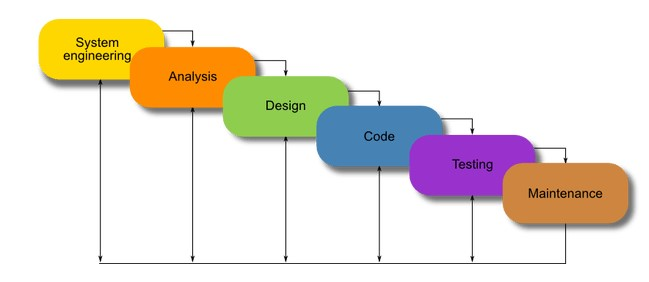 System
engineering
Analysis
Design
Code
Testing
Maintenance